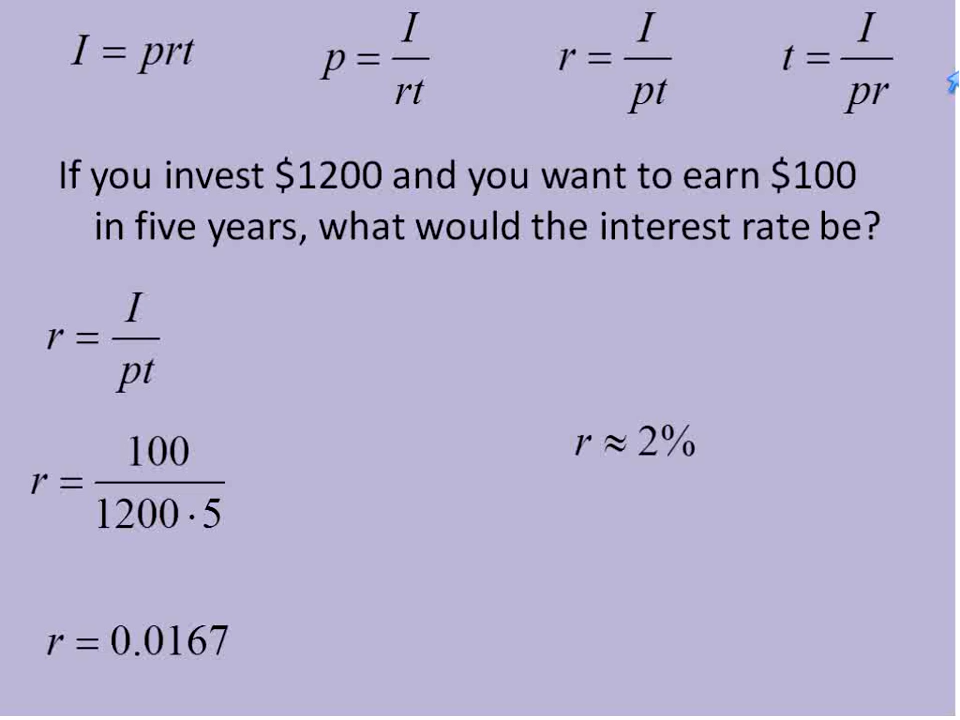 I = prt p = I/rt r = I/pt t = I/pr
If you invest $1200 and you want to earn $100
in five years, what would the interest rate be?
r = I/pt
r = 100/1200·5
r ≈ 2%
r = 0.0167